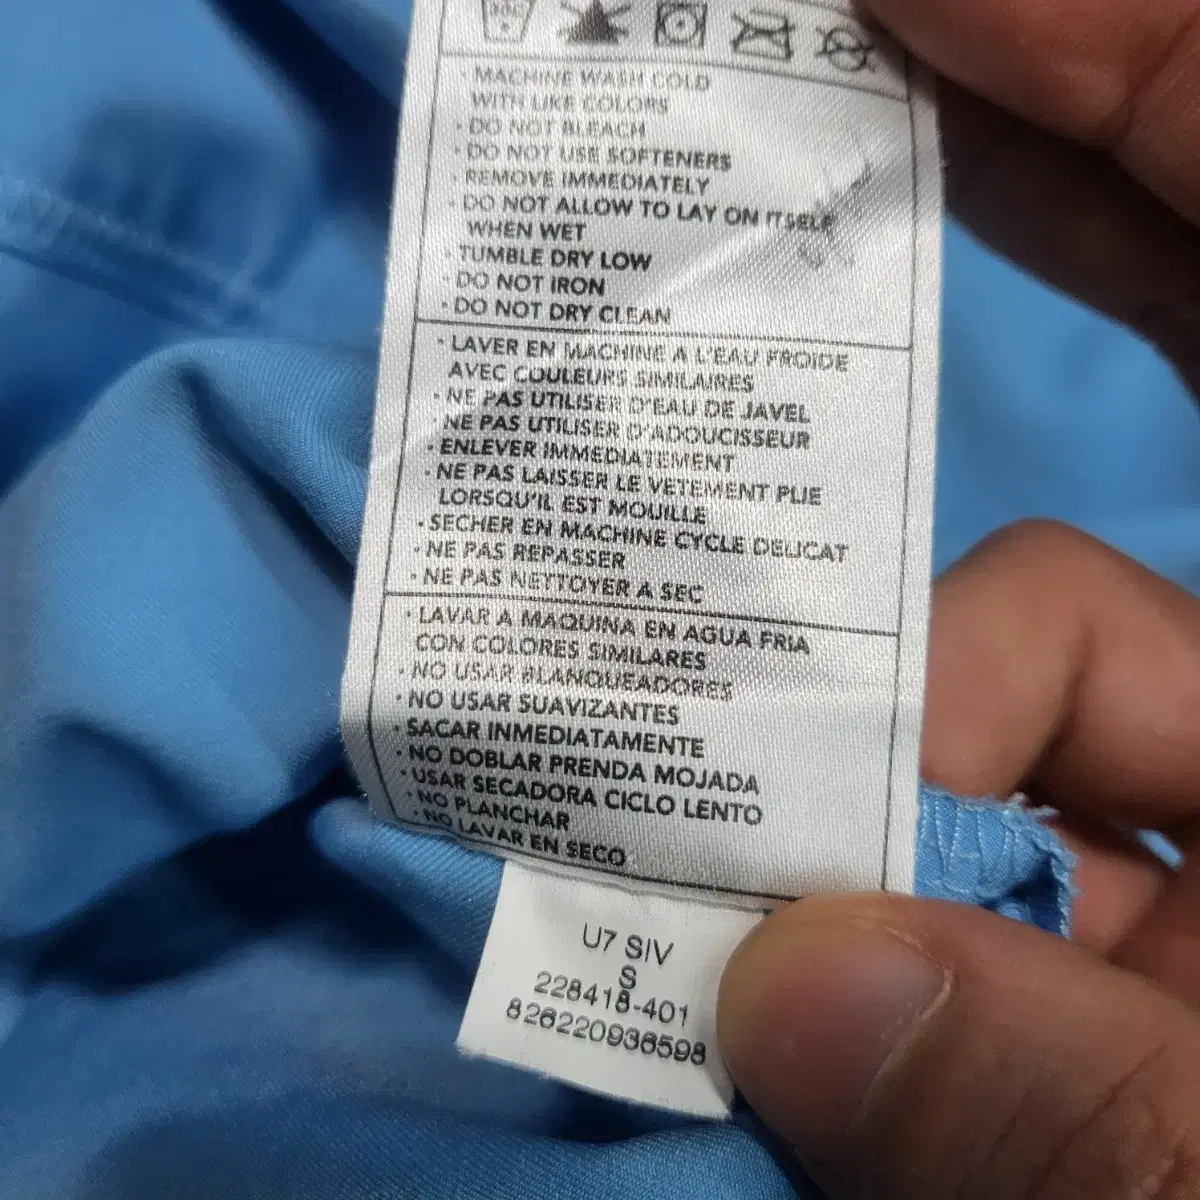 • MACHINE WASH COLD
WITH LIKE COLORS
• DO NOT BLEACH
• DO NOT USE SOFTENERS
• REMOVE IMMEDIATELY
• DO NOT ALLOW TO LAY ON ITSELF
WHEN WET
• TUMBLE DRY LOW
• DO NOT IRON
• DO NOT DRY CLEAN
• LAVER EN MACHINE A L'EAU FROIDE
AVEC COULEURS SIMILAIRES
• NE PAS UTILISER D'EAU DE JAVEL
• NE PAS UTILISER D'ADOUCISSEUR
• ENLEVER IMMEDIATEMENT
• NE PAS LAISSER LE VETEMENT PLIE
LORSQU'IL EST MOUILLE
• SECHER EN MACHINE CYCLE DELICAT
• NE PAS REPASSER
• NE PAS NETTOYER A SEC
• LAVAR A MAQUINA EN AGUA FRIA
CON COLORES SIMILARES
• NO USAR BLANQUEADORES
• NO USAR SUAVIZANTES
• SACAR INMEDIATAMENTE
• NO DOBLAR PRENDA MOJADA
• USAR SECADORA CICLO LENTO
• NO PLANCHAR
• NO LAVAR EN SECO
U7 SIV
S
228418-401
826220936598